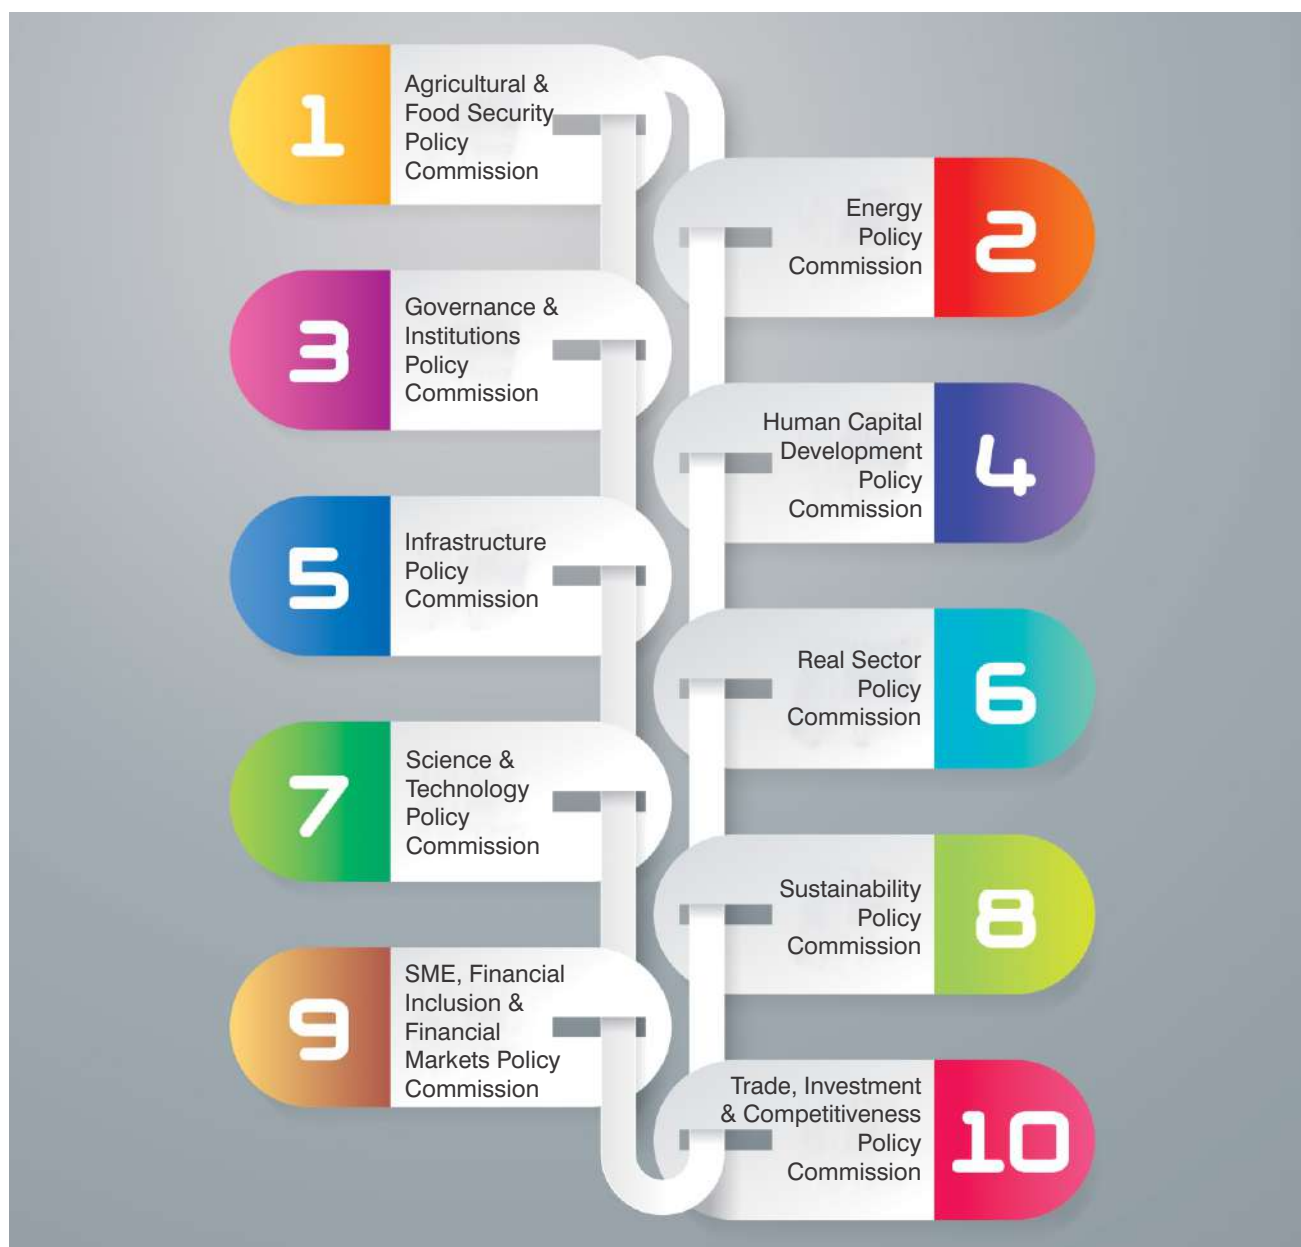 1
Agricultural &
Food Security
Policy
Commission
2
Energy
Policy
Commission
3
Governance &
Institutions
Policy
Commission
4
Human Capital
Development
Policy
Commission
5
Infrastructure
Policy
Commission
6
Real Sector
Policy
Commission
7
Science &
Technology
Policy
Commission
8
Sustainability
Policy
Commission
9
SME, Financial
Inclusion &
Financial
Markets Policy
Commission
10
Trade, Investment
& Competitiveness
Policy
Commission